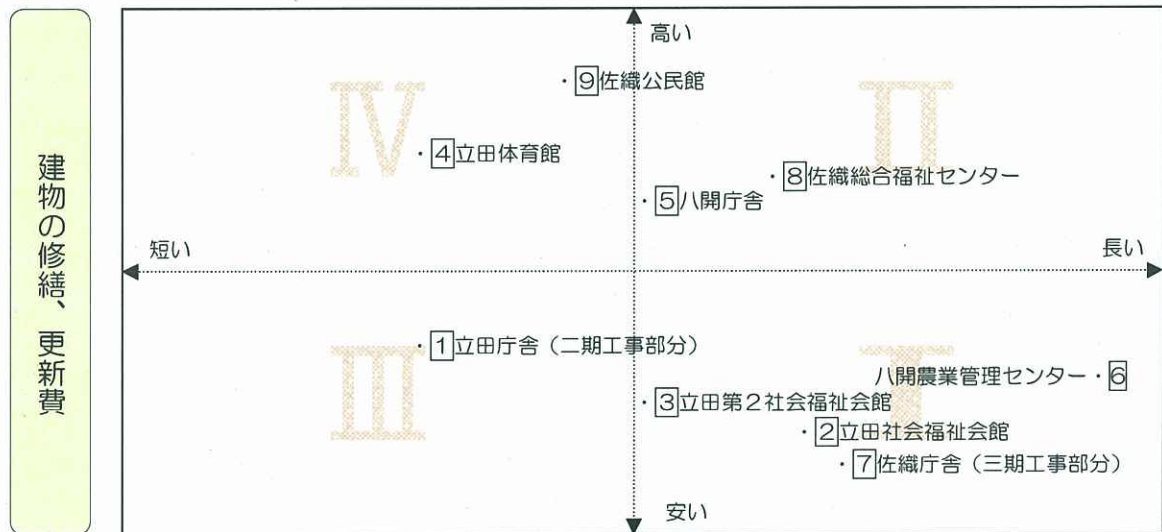 建物の修繕、更新費
高い
・9佐織公民館
Ⅳ
Ⅱ
・4立田体育館
・8佐織総合福祉センター
・5八開庁舎
短い
長い
・1立田庁舎（二期工事部分）
Ⅲ
Ⅰ
八開農業管理センター・6
・3立田第2社会福祉会館
・2立田社会福祉会館
・7佐織庁舎（三期工事部分）
安い